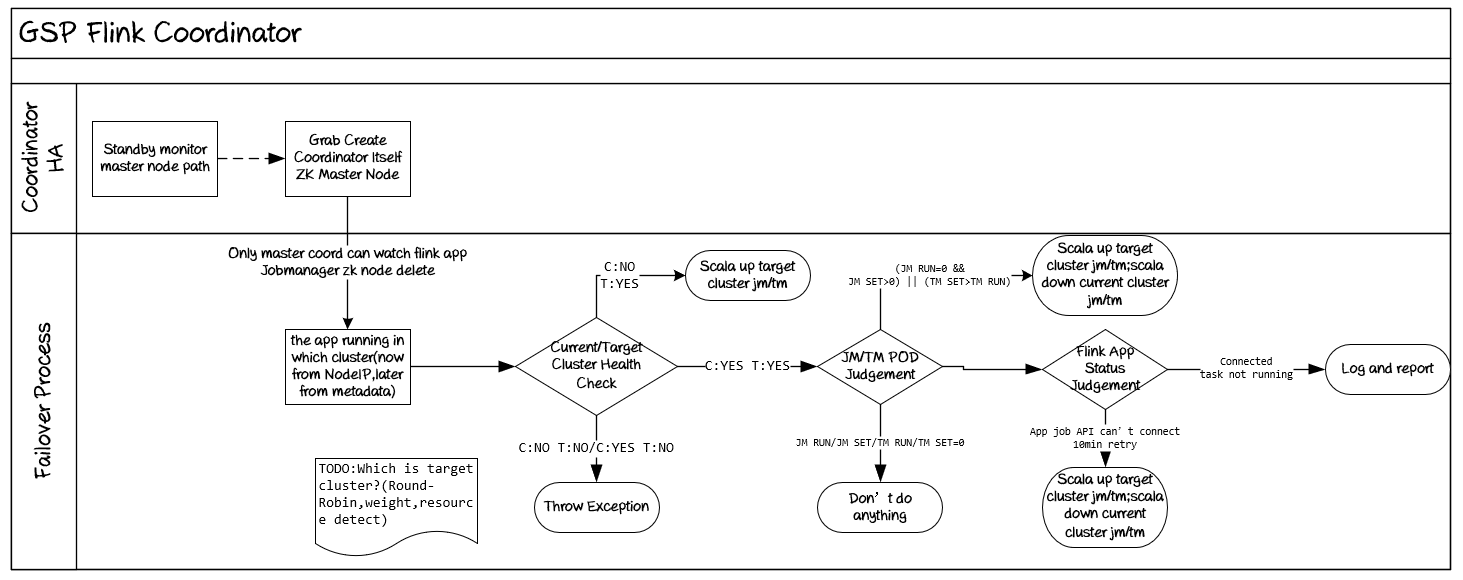 GSP Flink Coordinator
Coordinator
HA
Standby monitor
master node path
Grab Create
Coordinator Itself
ZK Master Node
Failover Process
Only master coord can watch flink app
Jobmanager zk node delete
the app running in
which cluster(now
from NodeIP,later
from metadata)
TODO:Which is target
cluster?(Round-
Robin,weight,resourc
e detect)
C:NO
T:YES
Scala up target
cluster jm/tm
Current/Target
Cluster Health
Check
C:NO T:NO/C:YES T:NO
Throw Exception
C:YES T:YES
JM/TM POD
Judgement
(JM RUN=0 &&
JM SET>0) || (TM SET>TM RUN)
Scala up target
cluster jm/tm;scala
down current cluster
jm/tm
JM RUN/JM SET/TM RUN/TM SET=0
Don’t do
anything
Flink App
Status
Judgement
Connected
task not running
Log and report
App job API can’t connect
10min retry
Scala up target
cluster jm/tm;scala
down current
cluster jm/tm